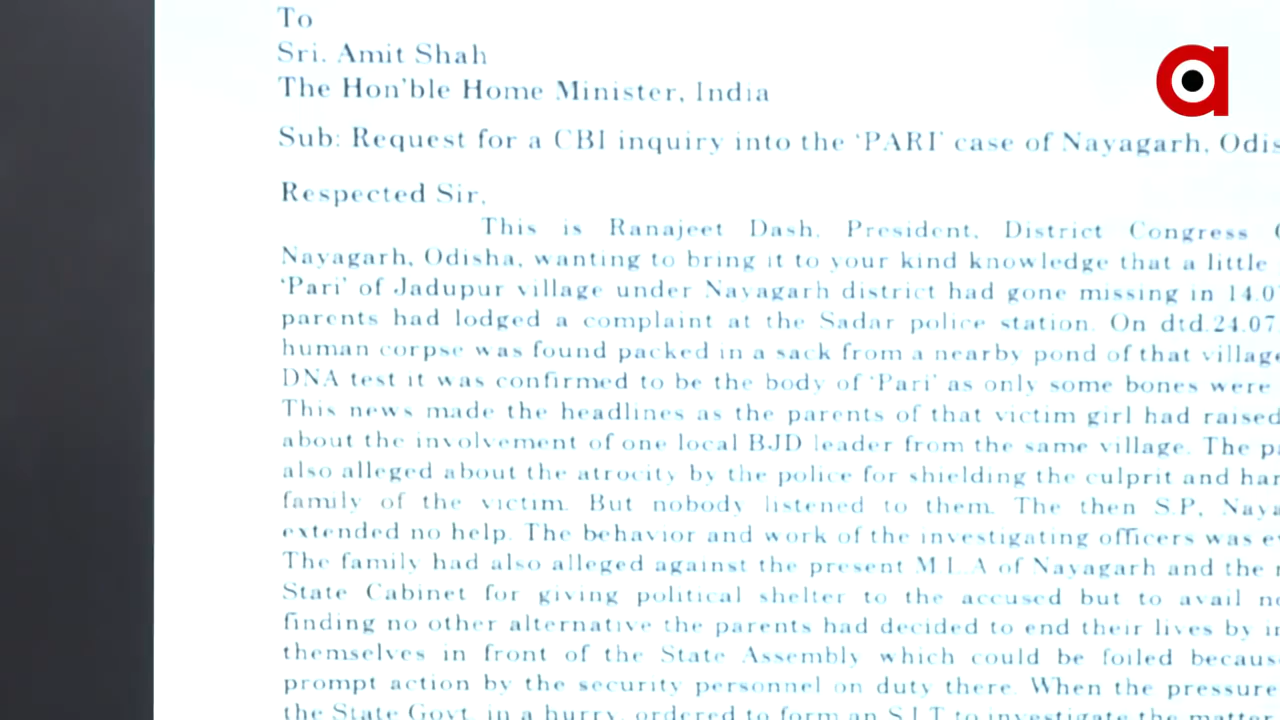 To
Sri. Amit Shah
The Hon'ble Home Minister, India
Sub: Request for a CBI inquiry into the 'PARI' case of Nayagarh, Odis
Respected Sir,
This is Ranajeet Dash, President, District Congress
Nayagarh, Odisha, wanting to bring it to your kind knowledge that a little
'Pari' of Jadupur village under Nayagarh district had gone missing in 14.07
parents had lodged a complaint at the Sadar police station. On dtd.24.07
human corpse was found packed in a sack from a nearby pond of that village
DNA test it was confirmed to be the body of 'Pari' as only some bones were
This news made the headlines as the parents of that victim girl had raised
about the involvement of one local BJD leader from the same village. The pa
also alleged about the atrocity by the police for shielding the culprit and har
family of the victim. But nobody listened to them. The then S.P, Naya
extended no help. The behavior and work of the investigating officers was ev
The family had also alleged against the present M.L.A of Nayagarh and the
State Cabinet for giving political shelter to the accused but to avail no
finding no other alternative the parents had decided to end their lives by
themselves in front of the State Assembly which could be foiled because
prompt action by the security personnel on duty there. When the pressure
the State Govt. in a hurry, ordered to form an S.I.T to investigate the matter